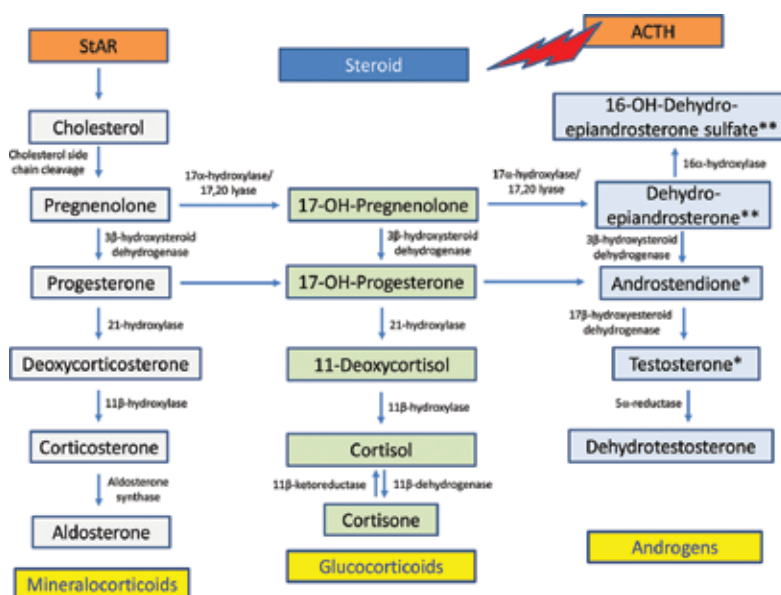 StAR
Steroid
ACTH
Cholesterol
16-OH-Dehydro-
epiandrosterone sulfate**
Cholesterol side
chain cleavage
17α-hydroxylase/
17,20 lyase
17α-hydroxylase/
17,20 lyase
16α-hydroxylase
Pregnenolone
17-OH-Pregnenolone
Dehydro-
epiandrosterone**
3β-hydroxysteroid
dehydrogenase
3β-hydroxysteroid
dehydrogenase
3β-hydroxysteroid
dehydrogenase
Progesterone
17-OH-Progesterone
Androstendione*
21-hydroxylase
21-hydroxylase
17β-hydroxyesteroid
dehydrogenase
Deoxycorticosterone
11-Deoxycortisol
Testosterone*
11β-hydroxylase
11β-hydroxylase
5α-reductase
Corticosterone
Cortisol
Dehydrotestosterone
Aldosterone
synthase
11β-ketoreductase
11β-dehydrogenase
Aldosterone
Cortisone
Mineralocorticoids
Glucocorticoids
Androgens